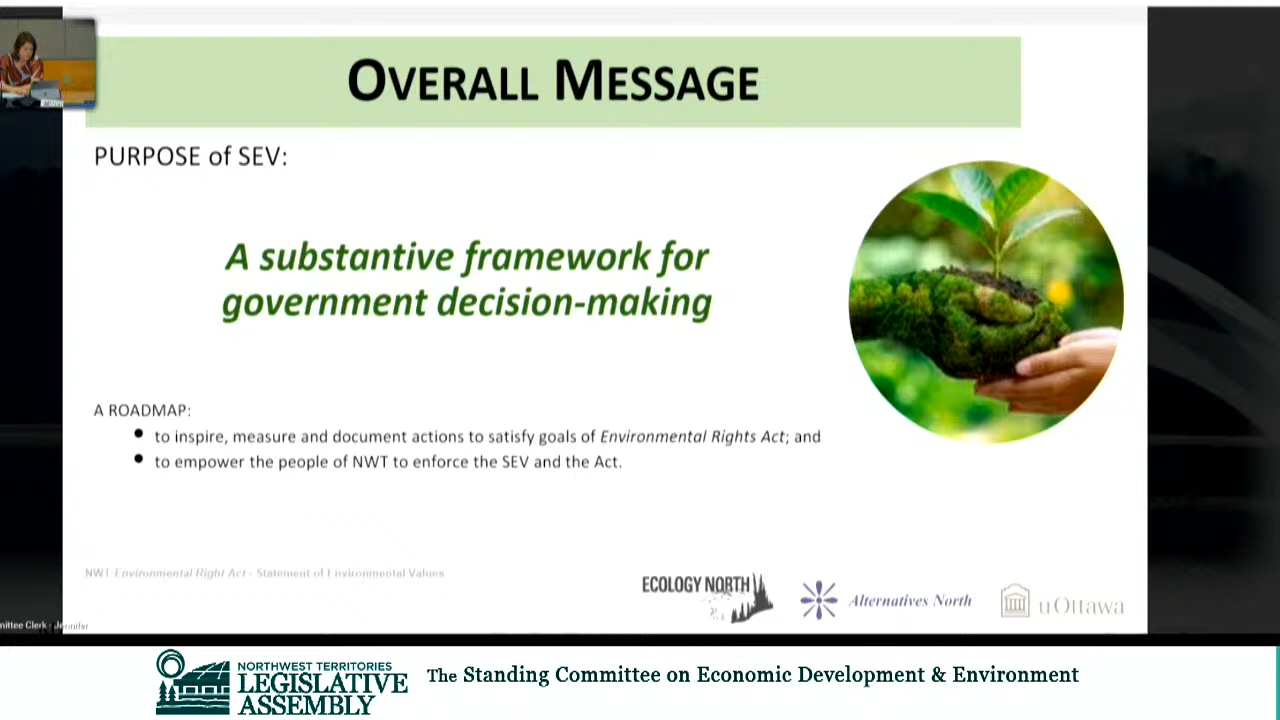 OVERALL MESSAGE
PURPOSE of SEV:
A substantive framework for
government decision-making
A ROADMAP:
● to inspire, measure and document actions to satisfy goals of Environmental Rights Act; and
● to empower the people of NWT to enforce the SEV and the Act.
NWT Environmental Right Act - Statement of Environmental Values
ECOLOGY NORTH
Alternatives North
uOttawa
mittee Clerk - Jennifer
NORTHWEST TERRITORIES
LEGISLATIVE
ASSEMBLY
The Standing Committee on Economic Development & Environment